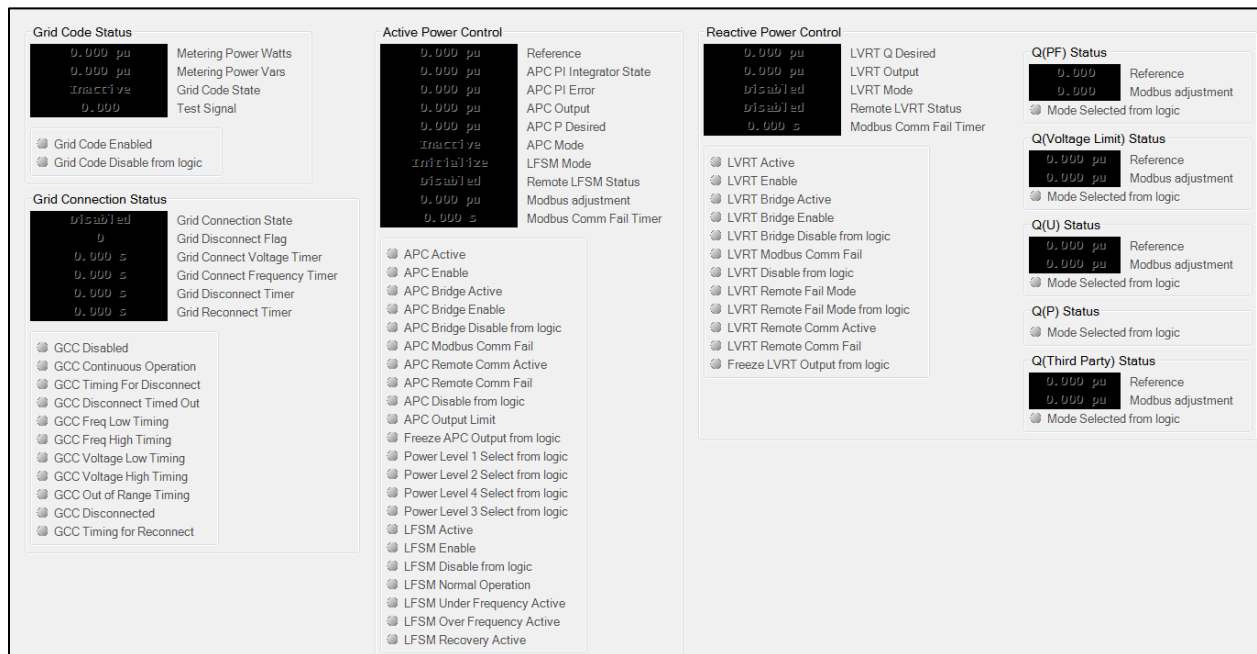 Grid Code Status
0.000 pu Metering Power Watts
0.000 pu Metering Power Vars
Inactive Grid Code State
0.000 Test Signal
Grid Code Enabled
Grid Code Disable from logic
Grid Connection Status
Disabled Grid Connection State
0 Grid Disconnect Flag
0.000 s Grid Connect Voltage Timer
0.000 s Grid Connect Frequency Timer
0.000 s Grid Disconnect Timer
0.000 s Grid Reconnect Timer
GCC Disabled
GCC Continuous Operation
GCC Timing For Disconnect
GCC Disconnect Timed Out
GCC Freq Low Timing
GCC Freq High Timing
GCC Voltage Low Timing
GCC Voltage High Timing
GCC Out of Range Timing
GCC Disconnected
GCC Timing for Reconnect
Active Power Control
0.000 pu Reference
0.000 pu APC PI Integrator State
0.000 pu APC PI Error
0.000 pu APC Output
0.000 pu APC P Desired
Inactive APC Mode
Initialize LFSM Mode
Disabled Remote LFSM Status
0.000 pu Modbus adjustment
0.000 s Modbus Comm Fail Timer
APC Active
APC Enable
APC Bridge Active
APC Bridge Enable
APC Bridge Disable from logic
APC Modbus Comm Fail
APC Remote Comm Active
APC Remote Comm Fail
APC Disable from logic
APC Output Limit
Freeze APC Output from logic
Power Level 1 Select from logic
Power Level 2 Select from logic
Power Level 4 Select from logic
Power Level 3 Select from logic
LFSM Active
LFSM Enable
LFSM Disable from logic
LFSM Normal Operation
LFSM Under Frequency Active
LFSM Over Frequency Active
LFSM Recovery Active
Reactive Power Control
0.000 pu LVRT Q Desired
0.000 pu LVRT Output
Disabled LVRT Mode
Disabled Remote LVRT Status
0.000 s Modbus Comm Fail Timer
LVRT Active
LVRT Enable
LVRT Bridge Active
LVRT Bridge Enable
LVRT Bridge Disable from logic
LVRT Modbus Comm Fail
LVRT Disable from logic
LVRT Remote Fail Mode
LVRT Remote Fail Mode from logic
LVRT Remote Comm Active
LVRT Remote Comm Fail
Freeze LVRT Output from logic
Q(PF) Status
0.000 Reference
0.000 Modbus adjustment
Mode Selected from logic
Q(Voltage Limit) Status
0.000 pu Reference
0.000 pu Modbus adjustment
Mode Selected from logic
Q(U) Status
0.000 pu Reference
0.000 pu Modbus adjustment
Mode Selected from logic
Q(P) Status
Mode Selected from logic
Q(Third Party) Status
0.000 pu Reference
0.000 pu Modbus adjustment
Mode Selected from logic